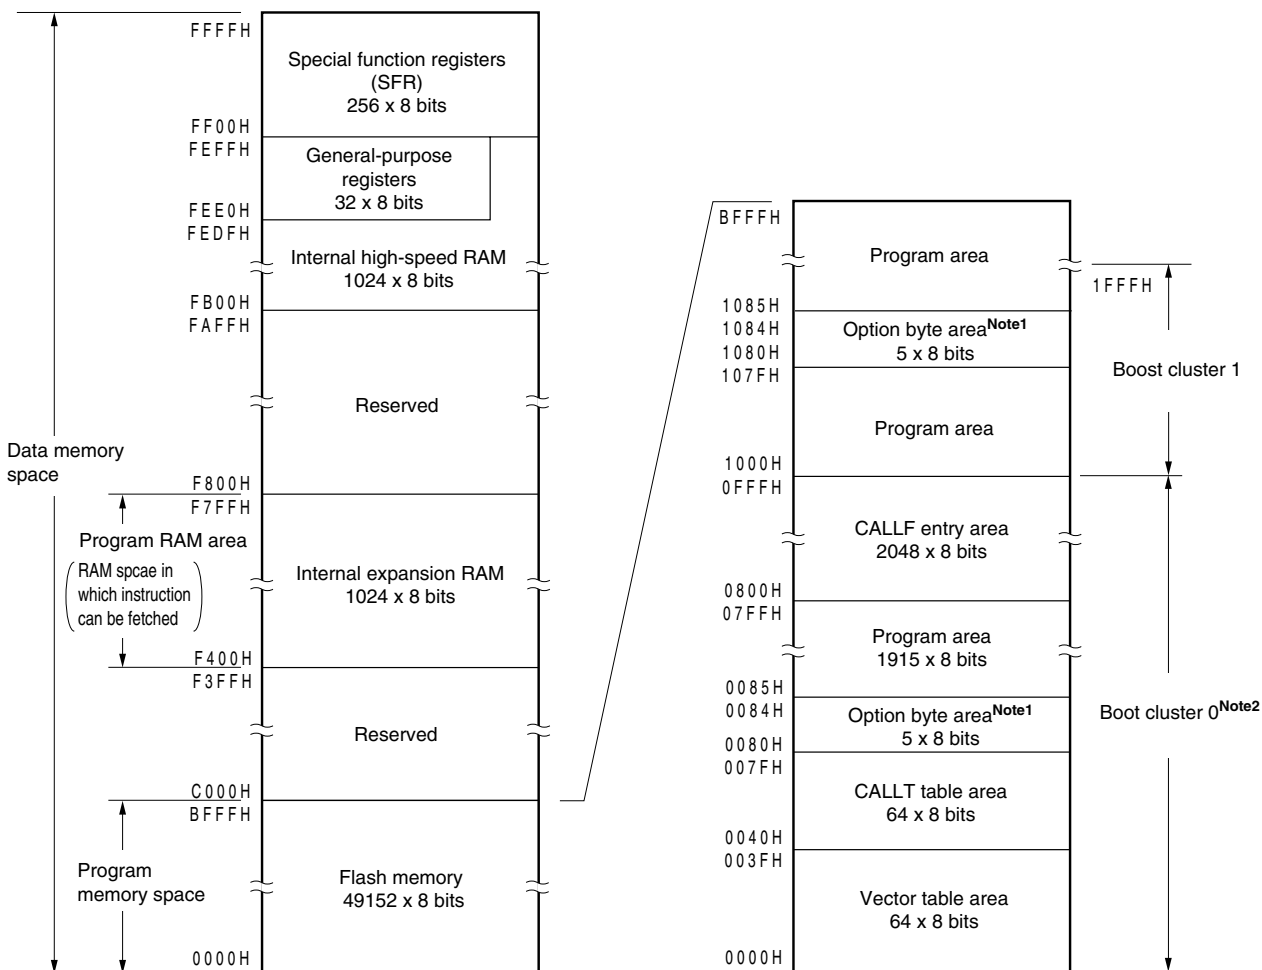 FFFFH
Special function registers
(SFR)
256 x 8 bits
FF00H
FEFFH
General-purpose
registers
32 x 8 bits
FEE0H
FEDFH
Internal high-speed RAM
1024 x 8 bits
FB00H
FAFFH
Reserved
Data memory
space
F800H
F7FFH
Program RAM area
RAM spcae in
which instruction
can be fetched
Internal expansion RAM
1024 x 8 bits
F400H
F3FFH
Reserved
C000H
BFFFH
Program
memory space
Flash memory
49152 x 8 bits
0000H
BFFFH
Program area
1FFFH
1085H
1084H
Option byte areaNote1
5 x 8 bits
1080H
107FH
Boost cluster 1
Program area
1000H
0FFFH
CALLF entry area
2048 x 8 bits
0800H
07FFH
Program area
1915 x 8 bits
0085H
0084H
Option byte areaNote1
5 x 8 bits
Boot cluster 0Note2
0080H
007FH
CALLT table area
64 x 8 bits
0040H
003FH
Vector table area
64 x 8 bits
0000H